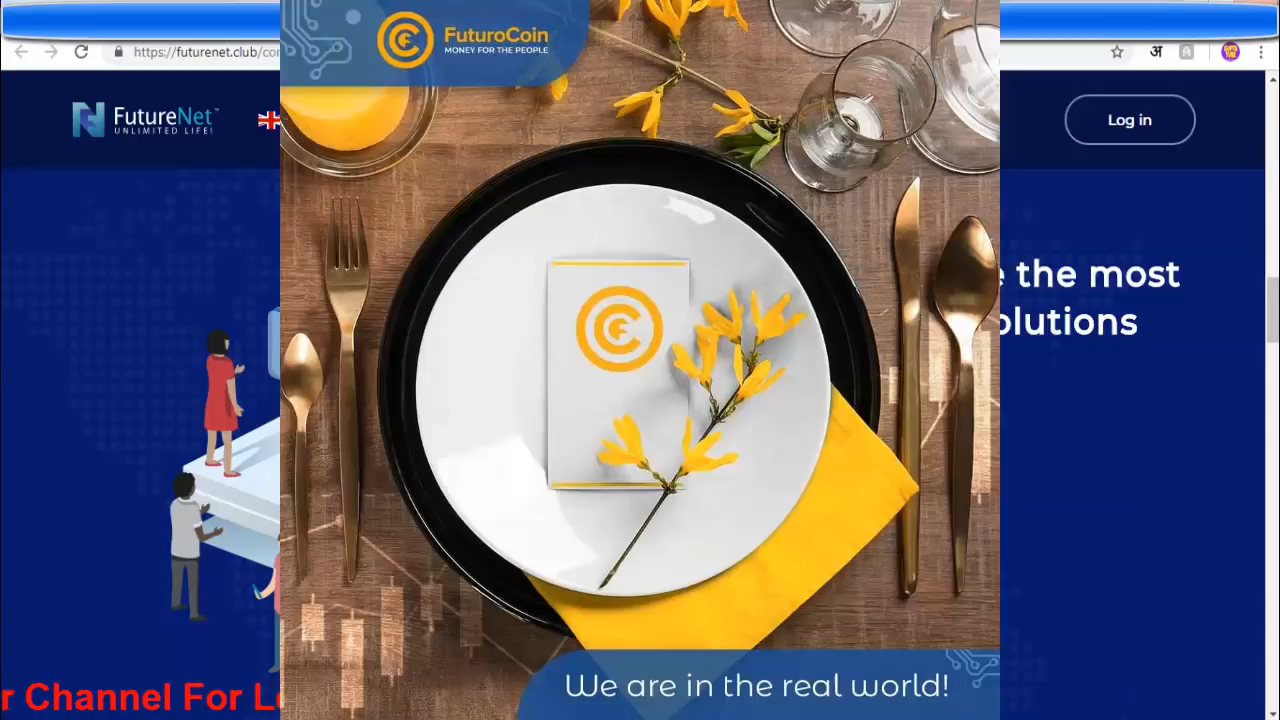 FuturoCoin
MONEY FOR THE PEOPLE
https://futurenet.club/co
अ
FutureNet™
UNLIMITED LIFE!
Log in
the most
olutions
r Channel For L
We are in the real world!